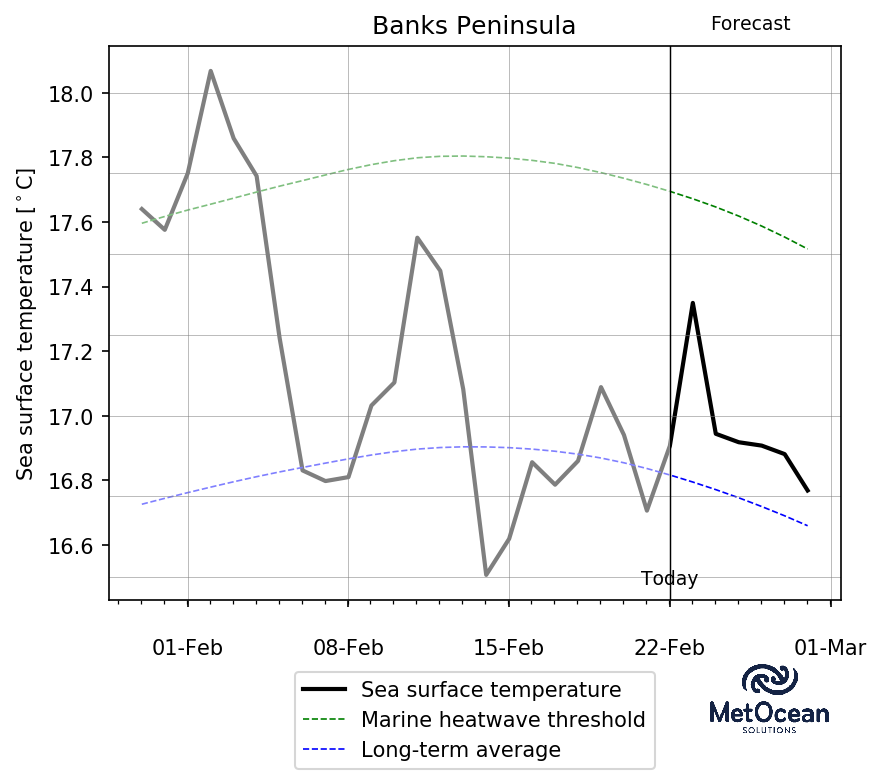 Banks Peninsula
Forecast
Sea surface temperature [°C]
18.0
17.8
17.6
17.4
17.2
17.0
16.8
16.6
Today
01-Feb
08-Feb
15-Feb
22-Feb
01-Mar
Sea surface temperature
Marine heatwave threshold
Long-term average
MetOcean
SOLUTIONS